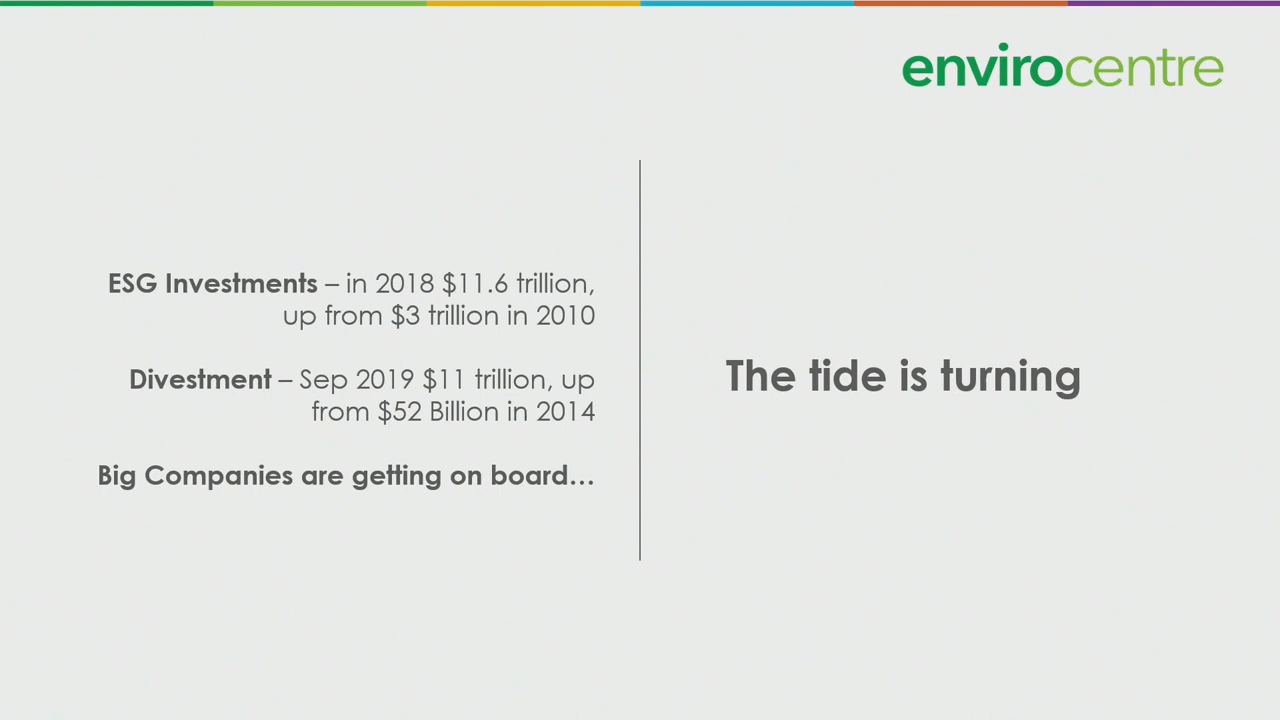 envirocentre
ESG Investments – in 2018 $11.6 trillion,
up from $3 trillion in 2010
Divestment – Sep 2019 $11 trillion, up
from $52 Billion in 2014
Big Companies are getting on board…
The tide is turning